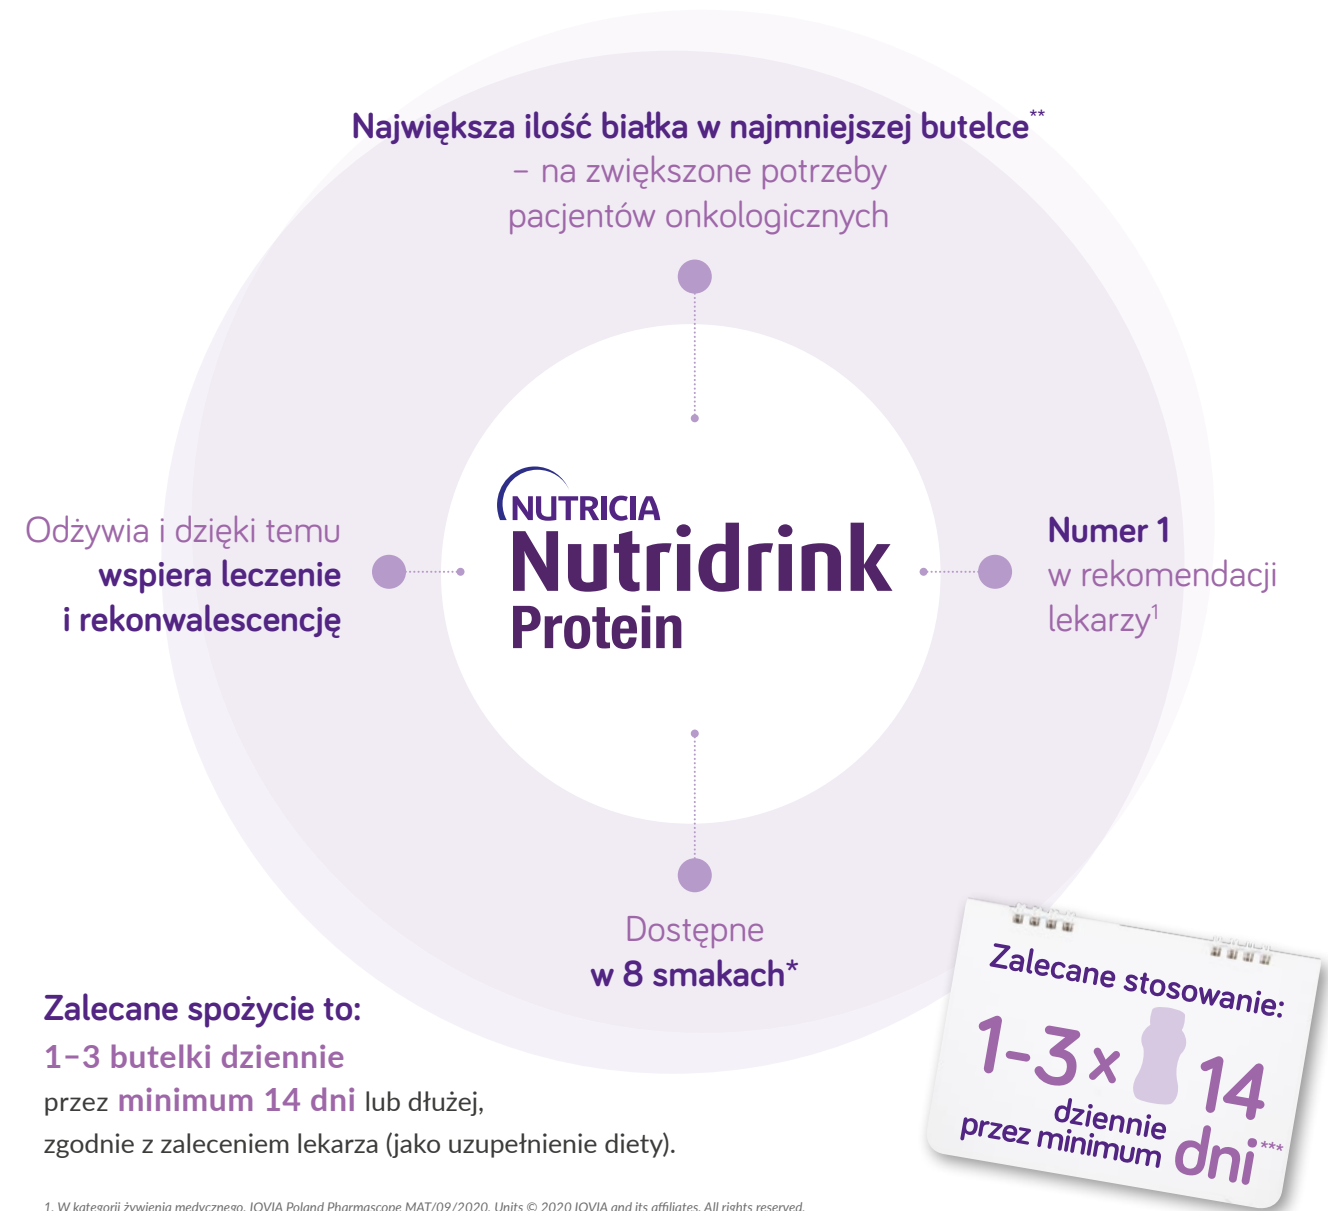 Największa ilość białka w najmniejszej butelce**
– na zwiększone potrzeby
pacjentów onkologicznych
Odżywia i dzięki temu
wspiera leczenie
i rekonwalescencję
NUTRICIA
Nutridrink
Protein
Numer 1
w rekomendacji
lekarzy¹
Dostępne
w 8 smakach*
Zalecane spożycie to:
1–3 butelki dziennie
przez minimum 14 dni lub dłużej,
zgodnie z zaleceniem lekarza (jako uzupełnienie diety).
Zalecane stosowanie:
1-3 x 14
dziennie
przez minimum dni***
1. W kategorii żywienia medycznego, IQVIA Poland Pharmascope MAT/09/2020, Units © 2020 IQVIA and its affiliates. All rights reserved.